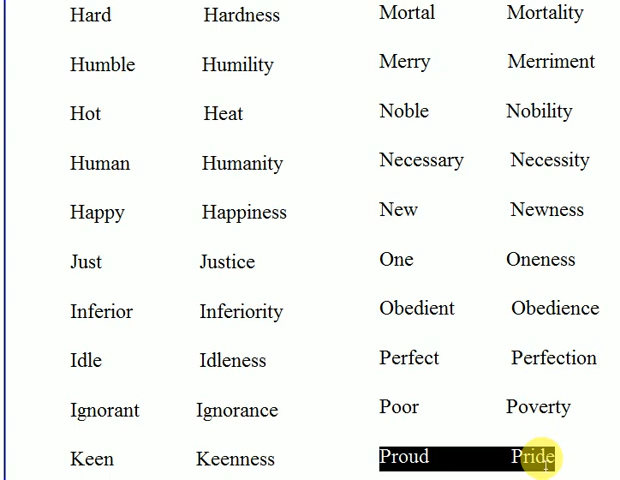 Hard Hardness
Humble Humility
Hot Heat
Human Humanity
Happy Happiness
Just Justice
Inferior Inferiority
Idle Idleness
Ignorant Ignorance
Keen Keenness
Mortal Mortality
Merry Merriment
Noble Nobility
Necessary Necessity
New Newness
One Oneness
Obedient Obedience
Perfect Perfection
Poor Poverty
Proud Pride